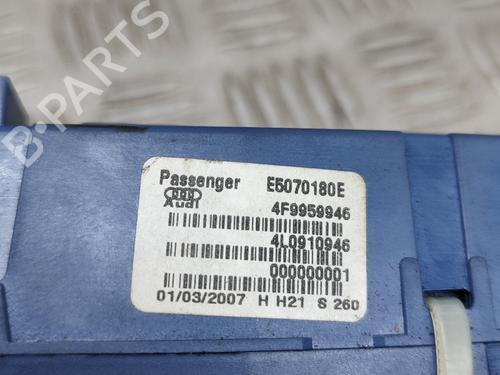 B-PARTS
Passenger E5070180E
Audi 4F9959946
4L0910946
000000001
01/03/2007 H H21 S 260